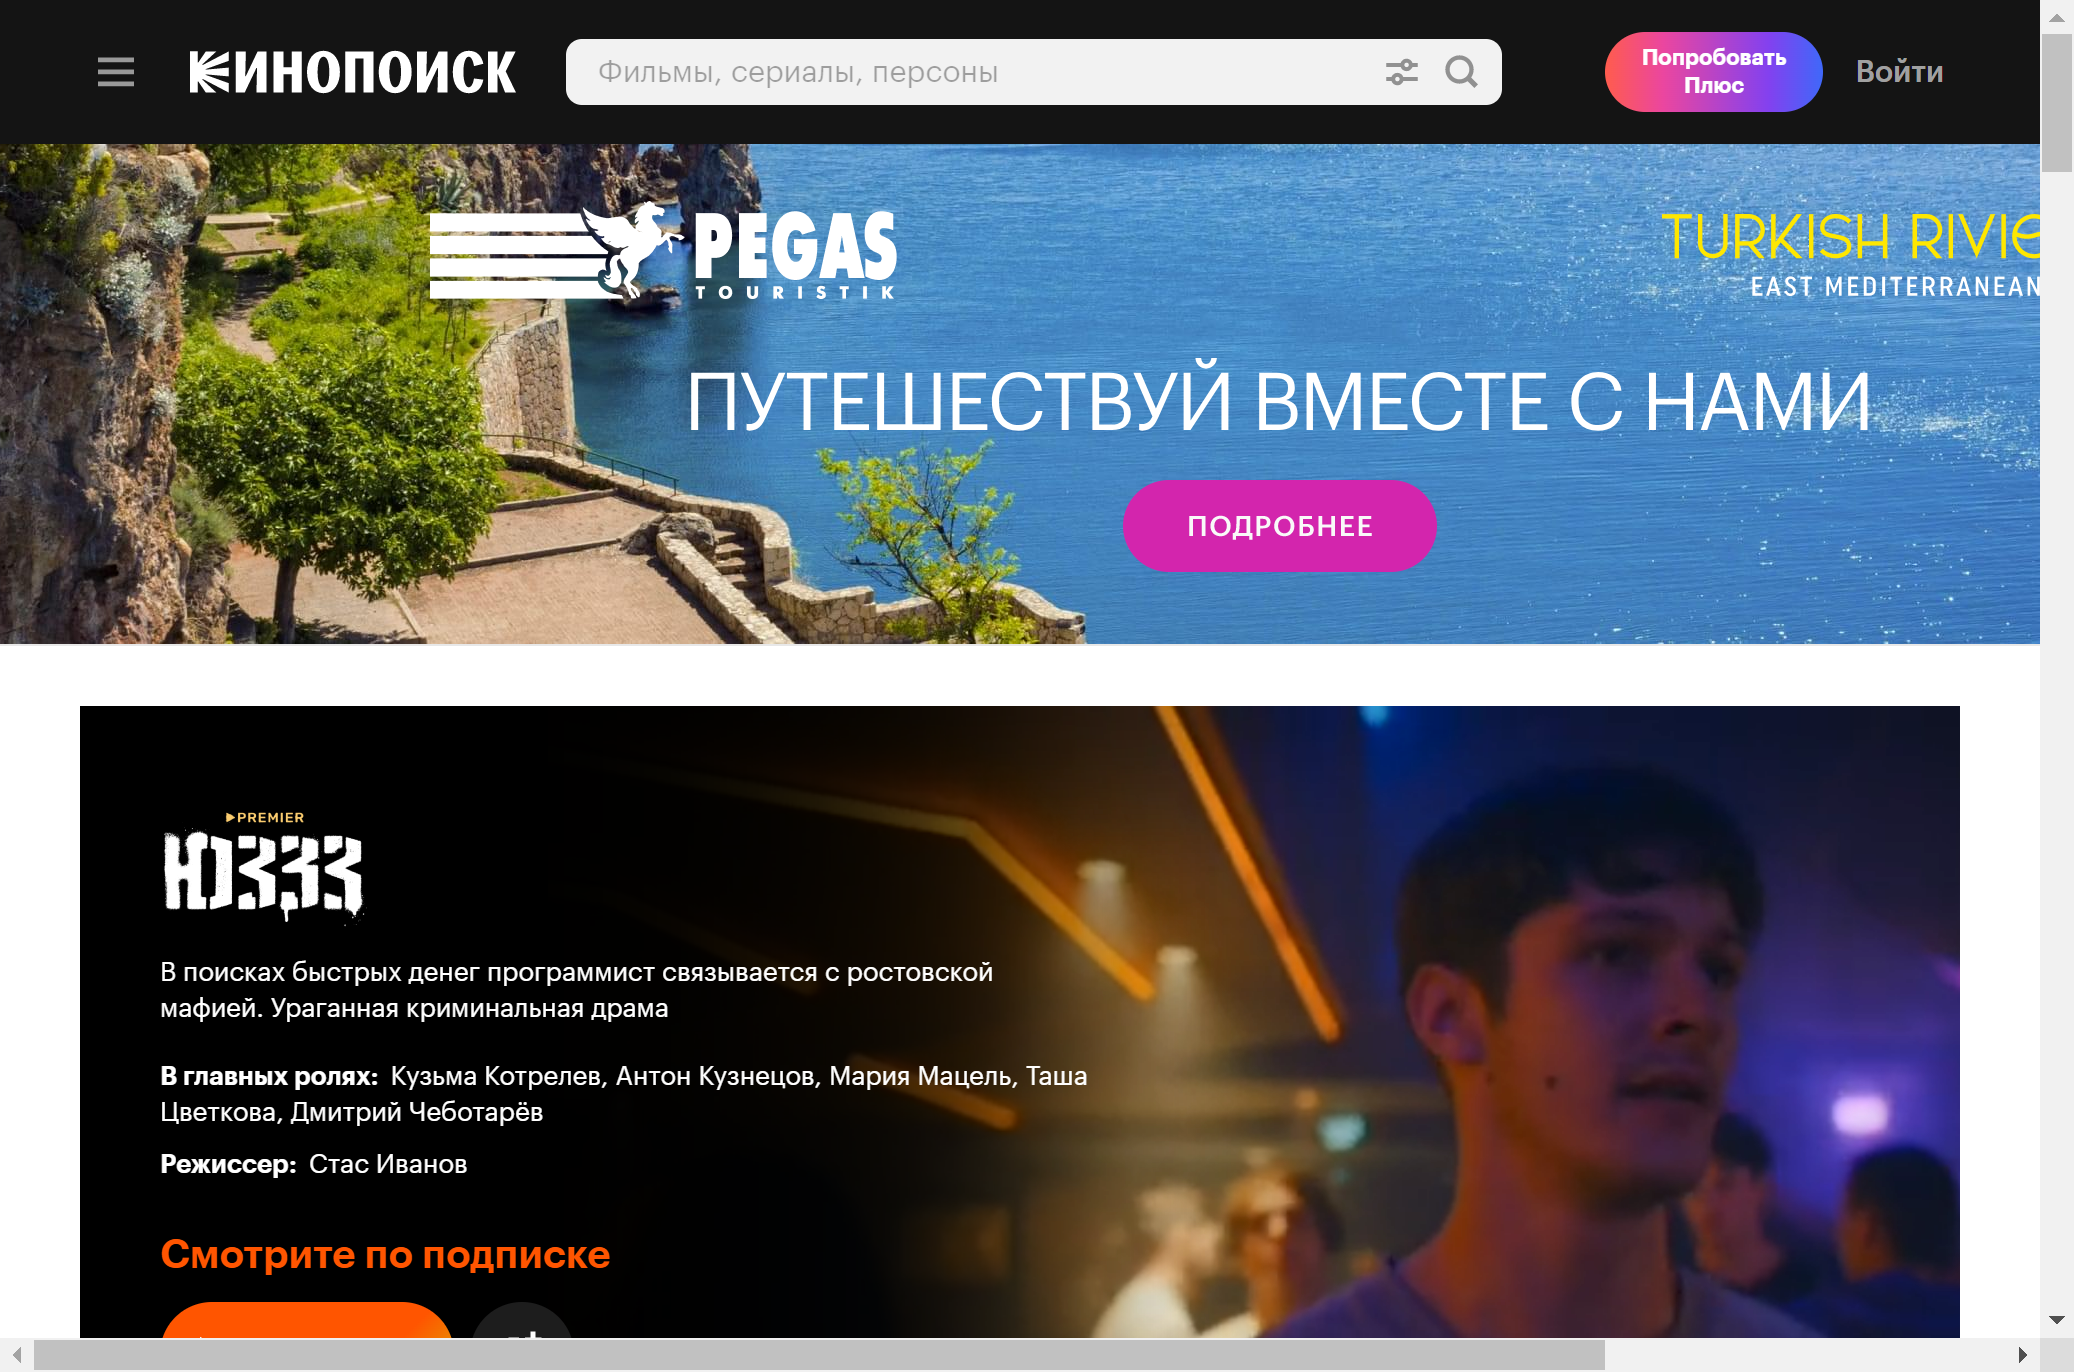 КИНОПОИСК
Фильмы, сериалы, персоны
Попробовать
Плюс
Войти
PEGAS
TOURISTIK
TURKISH RIVIE
EAST MEDITERRANEAN
ПУТЕШЕСТВУЙ ВМЕСТЕ С НАМИ
ПОДРОБНЕЕ
PREMIER
ЮЗЗЗ
В поисках быстрых денег программист связывается с ростовской
мафией. Ураганная криминальная драма
В главных ролях: Кузьма Котрелев, Антон Кузнецов, Мария Мацель, Таша
Цветкова, Дмитрий Чеботарёв
Режиссер: Стас Иванов
Смотрите по подписке